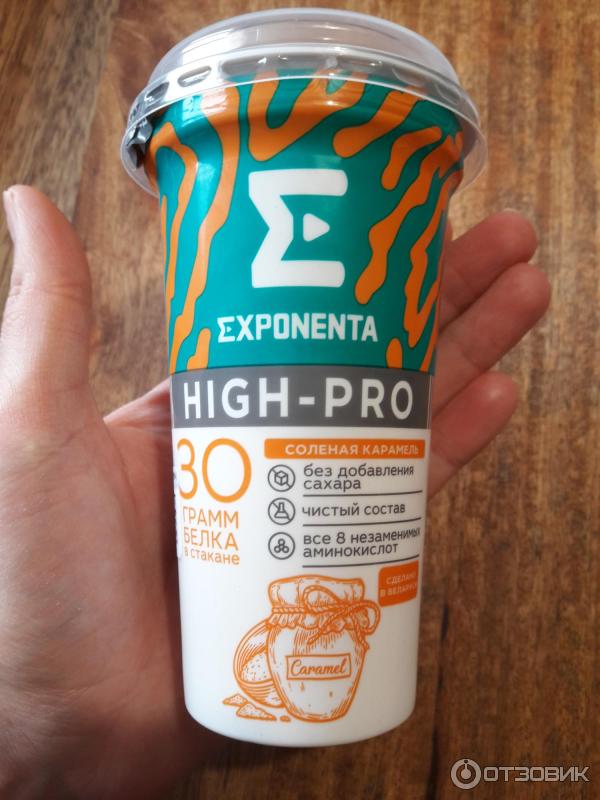 ΣXPONENTA
HIGH-PRO
30
ГРАММ
БЕЛКА
в стакане
СОЛЕНАЯ КАРАМЕЛЬ
без добавления
сахара
чистый состав
все 8 незаменимых
аминокислот
СДЕЛАНО
В БЕЛАРУСИ
Caramel
ОТЗОВИК